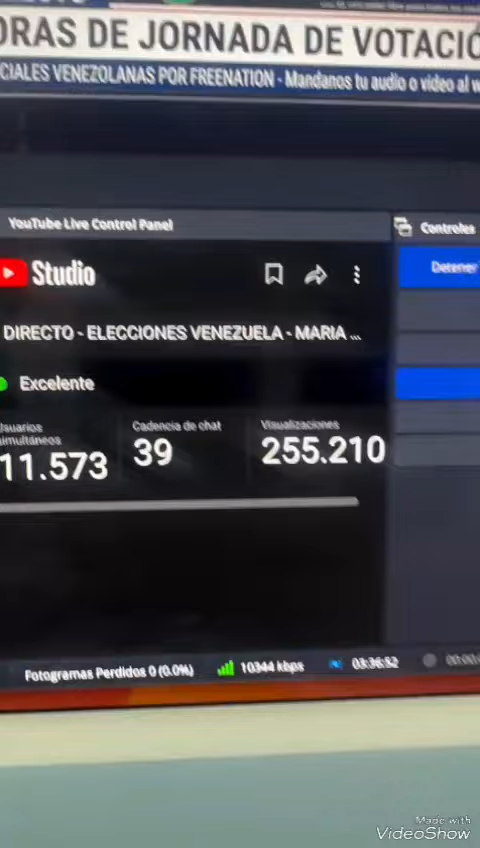 ORAS DE JORNADA DE VOTACIÓ
CIALES VENEZOLANAS POR FREENATION - Mandanos tu audio o video al w
YouTube Live Control Panel
Controles
Studio
Detener
DIRECTO - ELECCIONES VENEZUELA - MARIA ...
Excelente
Usuarios simultáneos
Cadencia de chat
Visualizaciones
11.573
39
255.210
Fotogramas Perdidos 0 (0.0%)
10344 kbps
03:36:52
Made with
VideoShow